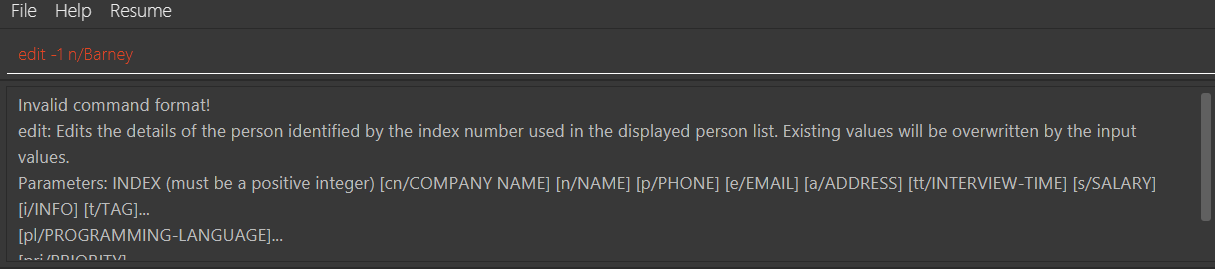 File Help Resume
edit -1 n/Barney
Invalid command format!
edit: Edits the details of the person identified by the index number used in the displayed person list. Existing values will be overwritten by the input
values.
Parameters: INDEX (must be a positive integer) [cn/COMPANY NAME] [n/NAME] [p/PHONE] [e/EMAIL] [a/ADDRESS] [tt/INTERVIEW-TIME] [s/SALARY]
[i/INFO] [t/TAG]...
[pl/PROGRAMMING-LANGUAGE]...
[pri/PRIORITY]